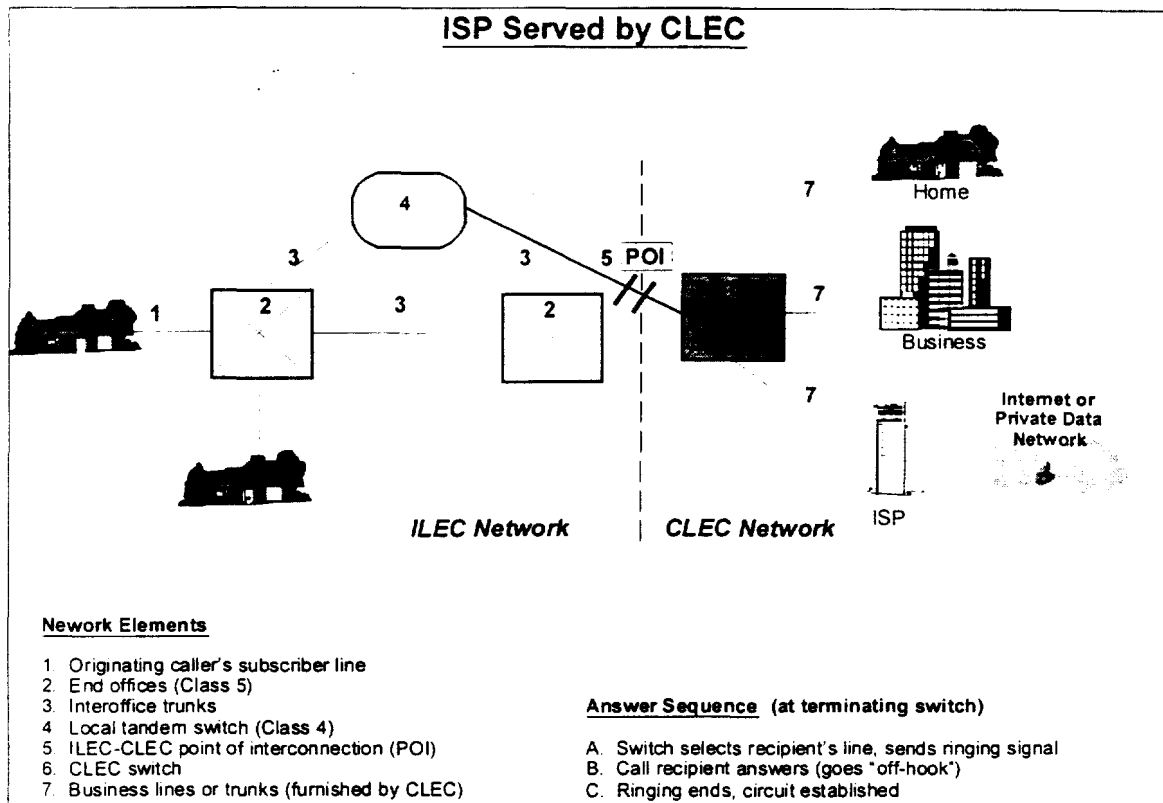 ISP Served by CLEC
7
Home
4
3
3
5
POI
1
2
3
2
7
Business
7
Internet or
Private Data
Network
ISP
ILEC Network
CLEC Network
Nework Elements
1. Originating caller's subscriber line
2. End offices (Class 5)
3. Interoffice trunks
4. Local tandem switch (Class 4)
5. ILEC-CLEC point of interconnection (POI)
6. CLEC switch
7. Business lines or trunks (furnished by CLEC)
Answer Sequence (at terminating switch)
A. Switch selects recipient's line, sends ringing signal
B. Call recipient answers (goes "off-hook")
C. Ringing ends, circuit established